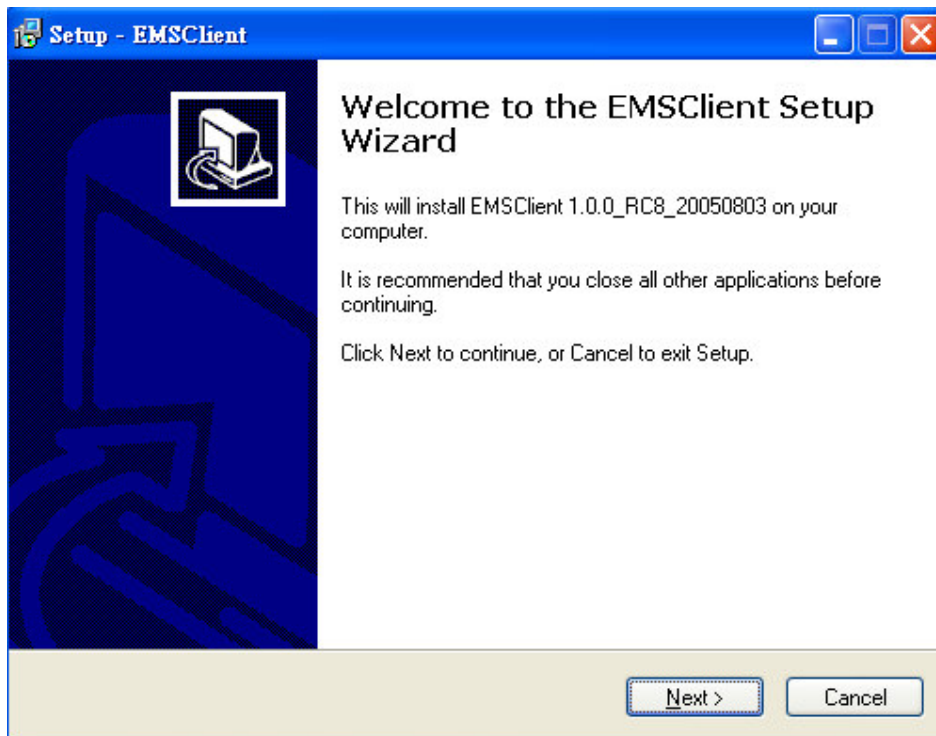 Setup - EMSClient
Welcome to the EMSClient Setup
Wizard
This will install EMSClient 1.0.0_RC8_20050803 on your
computer.
It is recommended that you close all other applications before
continuing.
Click Next to continue, or Cancel to exit Setup.
Next >
Cancel